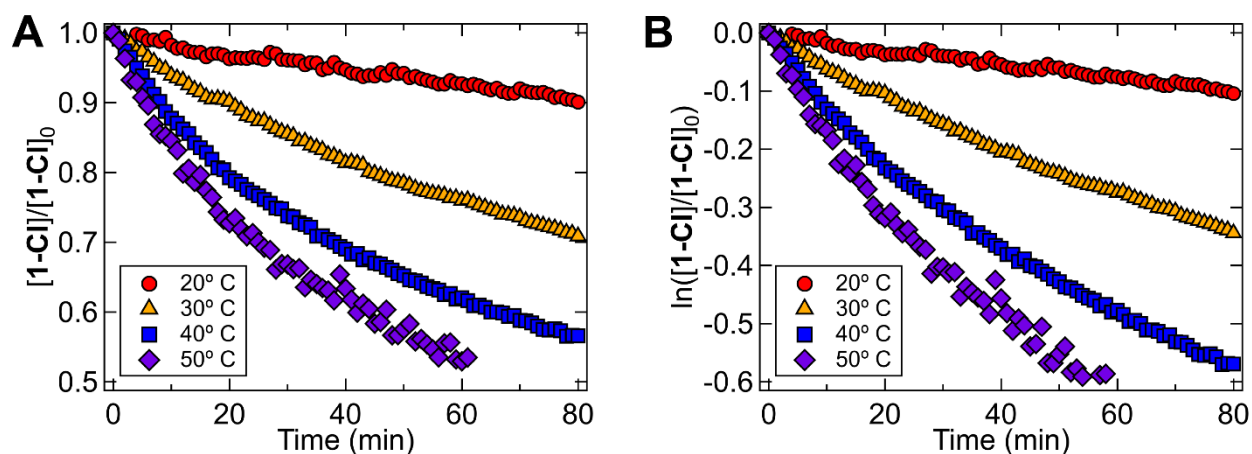 A
[1-Cl]/[1-Cl]0
1.0
0.9
0.8
0.7
0.6
0.5
20º C
30º C
40º C
50º C
0 20 40 60 80
Time (min)
B
ln([1-Cl]/[1-Cl]0)
0.0
-0.1
-0.2
-0.3
-0.4
-0.5
-0.6
20º C
30º C
40º C
50º C
0 20 40 60 80
Time (min)